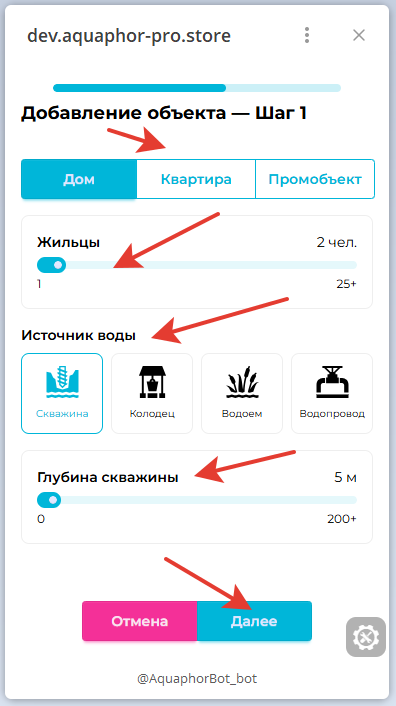 dev.aquaphor-pro.store
Добавление объекта — Шаг 1
Дом Квартира Промобъект
Жильцы 2 чел.
1 25+
Источник воды
Скважина Колодец Водоем Водопровод
Глубина скважины 5 м
0 200+
Отмена Далее
@AquaphorBot_bot